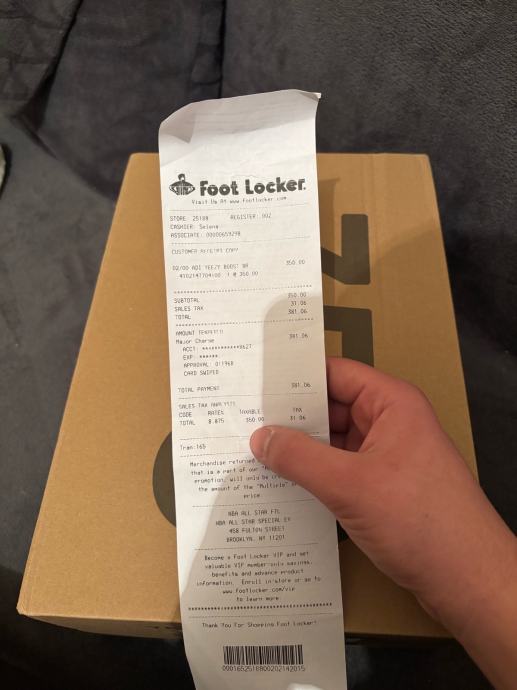 Foot Locker.
Visit Us At www.footlocker.com
STORE: 25188 REGISTER: 002
CASHIER: Selena
ASSOCIATE: 00000659298
CUSTOMER RECEIPT COPY
02/00 ADI YEEZY BOOST 350.00
4102147704100 1 @ 350.00
SUBTOTAL 350.00
SALES TAX 31.06
TOTAL 381.06
AMOUNT TENDERED
Major Charge 381.06
ACCT: ************8627
EXP: ******
APPROVAL: 011968
CARD SWIPED
TOTAL PAYMENT 381.06
SALES TAX ANALYSIS
CODE RATES TAXABLE TAX
TOTAL 8.875 350.00 31.06
Tran:165
Merchandise returned
that is a part of our
promotion, will only be
the amount of the "Multiple"
price
NBA ALL STAR FTL
NBA ALL STAR SPECIAL EV
458 FULTON STREET
BROOKLYN, NY 11201
Become a Foot Locker VIP and get
valuable VIP member-only savings,
benefits and advance product
information. Enroll in-store or go to
www.footlocker.com/vip
to learn more
Thank You For Shopping Foot Locker!
0001652518800202142015